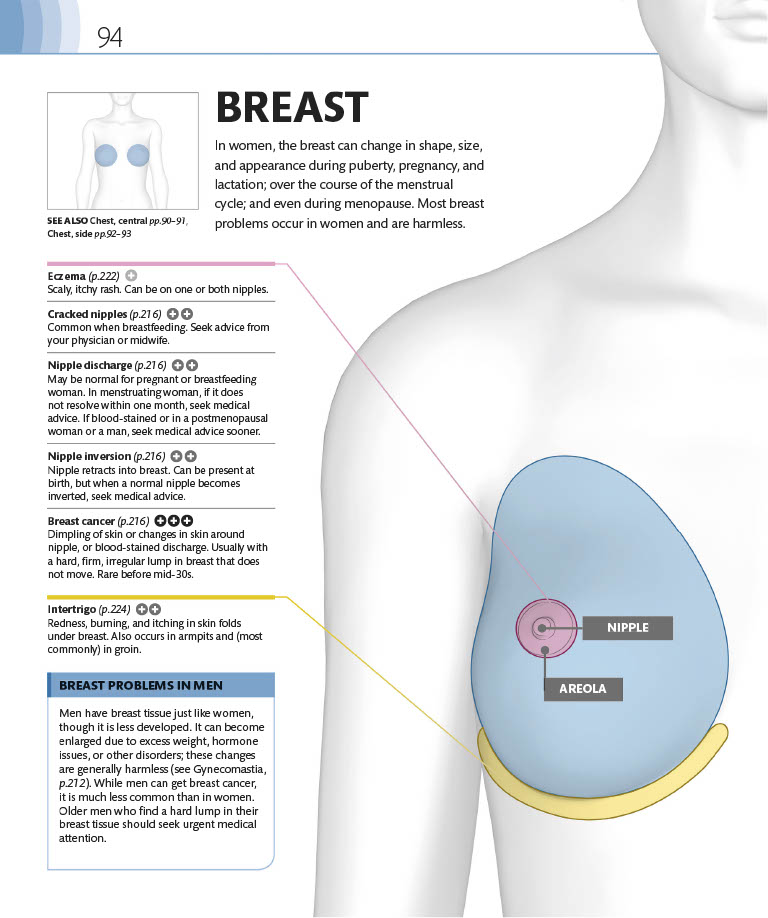 94
BREAST
In women, the breast can change in shape, size,
and appearance during puberty, pregnancy, and
lactation; over the course of the menstrual
cycle; and even during menopause. Most breast
problems occur in women and are harmless.
SEE ALSO Chest, central pp.90–91,
Chest, side pp.92–93
Eczema (p.222)
Scaly, itchy rash. Can be on one or both nipples.
Cracked nipples (p.216)
Common when breastfeeding. Seek advice from
your physician or midwife.
Nipple discharge (p.216)
May be normal for pregnant or breastfeeding
woman. In menstruating woman, if it does
not resolve within one month, seek medical
advice. If blood-stained or in a postmenopausal
woman or a man, seek medical advice sooner.
Nipple inversion (p.216)
Nipple retracts into breast. Can be present at
birth, but when a normal nipple becomes
inverted, seek medical advice.
Breast cancer (p.216)
Dimpling of skin or changes in skin around
nipple, or blood-stained discharge. Usually with
a hard, firm, irregular lump in breast that does
not move. Rare before mid-30s.
Intertrigo (p.224)
Redness, burning, and itching in skin folds
under breast. Also occurs in armpits and (most
commonly) in groin.
BREAST PROBLEMS IN MEN
Men have breast tissue just like women,
though it is less developed. It can become
enlarged due to excess weight, hormone
issues, or other disorders; these changes
are generally harmless (see Gynecomastia,
p.212). While men can get breast cancer,
it is much less common than in women.
Older men who find a hard lump in their
breast tissue should seek urgent medical
attention.
NIPPLE
AREOLA